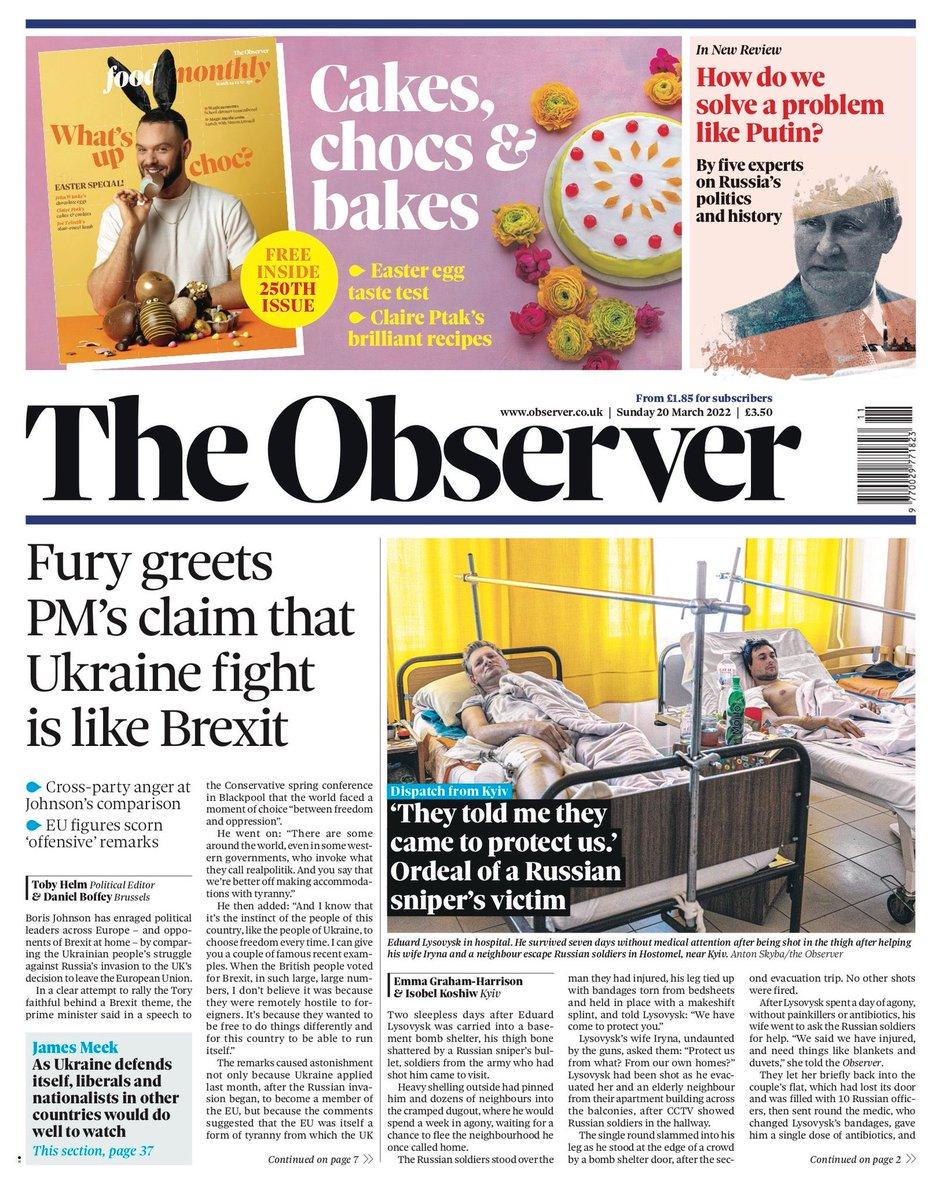 The Observer
food monthly
What's
up
choc?
EASTER SPECIAL!
FREE
INSIDE
250TH
ISSUE
Cakes,
chocs &
bakes
Easter egg
taste test
Claire Ptak's
brilliant recipes
In New Review
How do we
solve a problem
like Putin?
By five experts
on Russia's
politics
and history
From £1.85 for subscribers
www.observer.co.uk | Sunday 20 March 2022 | £3.50
The Observer
11
9 770029 771823
Fury greets
PM's claim that
Ukraine fight
is like Brexit
Cross-party anger at
Johnson's comparison
EU figures scorn
'offensive' remarks
Toby Helm Political Editor
& Daniel Boffey Brussels
Boris Johnson has enraged political
leaders across Europe – and oppo-
nents of Brexit at home – by compar-
ing the Ukrainian people's struggle
against Russia's invasion to the UK's
decision to leave the European Union.
In a clear attempt to rally the Tory
faithful behind a Brexit theme, the
prime minister said in a speech to
the Conservative spring conference
in Blackpool that the world faced a
moment of choice "between freedom
and oppression".
He went on: "There are some
around the world, even in some west-
ern governments, who invoke what
they call realpolitik. And you say that
we're better off making accommoda-
tions with tyranny."
He then added: "And I know that
it's the instinct of the people of this
country, like the people of Ukraine, to
choose freedom every time. I can give
you a couple of famous recent exam-
ples. When the British people voted
for Brexit, in such large, large num-
bers, I don't believe it was because
they were remotely hostile to for-
eigners. It's because they wanted to
be free to do things differently and
for this country to be able to run
itself."
The remarks caused astonishment
not only because Ukraine applied
last month, after the Russian inva-
sion began, to become a member of
the EU, but because the comments
suggested that the EU was itself a
form of tyranny from which the UK
Continued on page 7
James Meek
As Ukraine defends
itself, liberals and
nationalists in other
countries would do
well to watch
This section, page 37
Dispatch from Kyiv
'They told me they
came to protect us.'
Ordeal of a Russian
sniper's victim
Eduard Lysovysk in hospital. He survived seven days without medical attention after being shot in the thigh after helping
his wife Iryna and a neighbour escape Russian soldiers in Hostomel, near Kyiv. Anton Skyba/the Observer
Emma Graham-Harrison
& Isobel Koshiw Kyiv
Two sleepless days after Eduard
Lysovysk was carried into a base-
ment bomb shelter, his thigh bone
shattered by a Russian sniper's bul-
let, soldiers from the army who had
shot him came to visit.
Heavy shelling outside had pinned
him and dozens of neighbours into
the cramped dugout, where he would
spend a week in agony, waiting for a
chance to flee the neighbourhood he
once called home.
The Russian soldiers stood over the
man they had injured, his leg tied up
with bandages torn from bedsheets
and held in place with a makeshift
splint, and told Lysovysk: "We have
come to protect you."
Lysovysk's wife Iryna, undaunted
by the guns, asked them: "Protect us
from what? From our own homes?"
Lysovysk had been shot as he evac-
uated her and an elderly neighbour
from their apartment building across
the balconies, after CCTV showed
Russian soldiers in the hallway.
The single round slammed into his
leg as he stood at the edge of a crowd
by a bomb shelter door, after the sec-
ond evacuation trip. No other shots
were fired.
After Lysovysk spent a day of agony,
without painkillers or antibiotics, his
wife went to ask the Russian soldiers
for help. "We said we have injured,
and need things like blankets and
duvets," she told the Observer.
They let her briefly back into the
couple's flat, which had lost its door
and was filled with 10 Russian offic-
ers, then sent round the medic, who
changed Lysovysk's bandages, gave
him a single dose of antibiotics, and
Continued on page 2